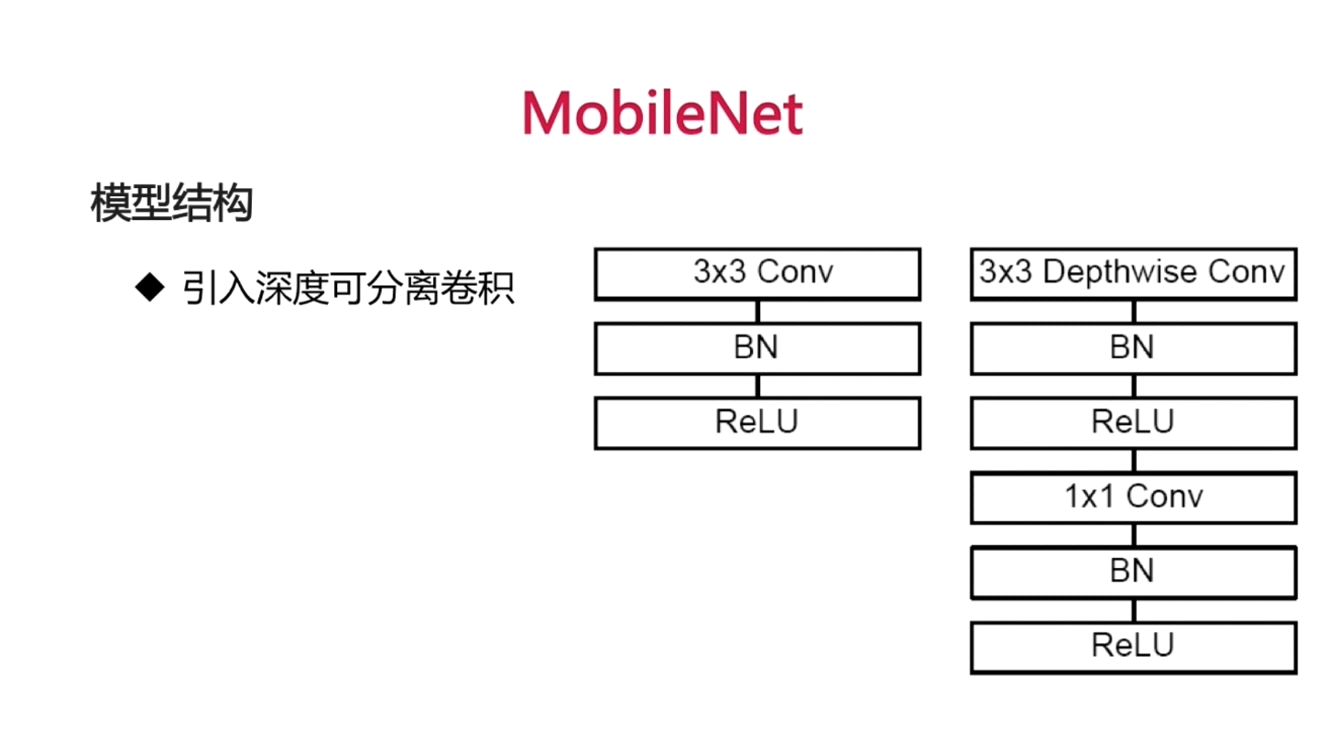 MobileNet
模型结构
引入深度可分离卷积
3x3 Conv
BN
ReLU
3x3 Depthwise Conv
BN
ReLU
1x1 Conv
BN
ReLU